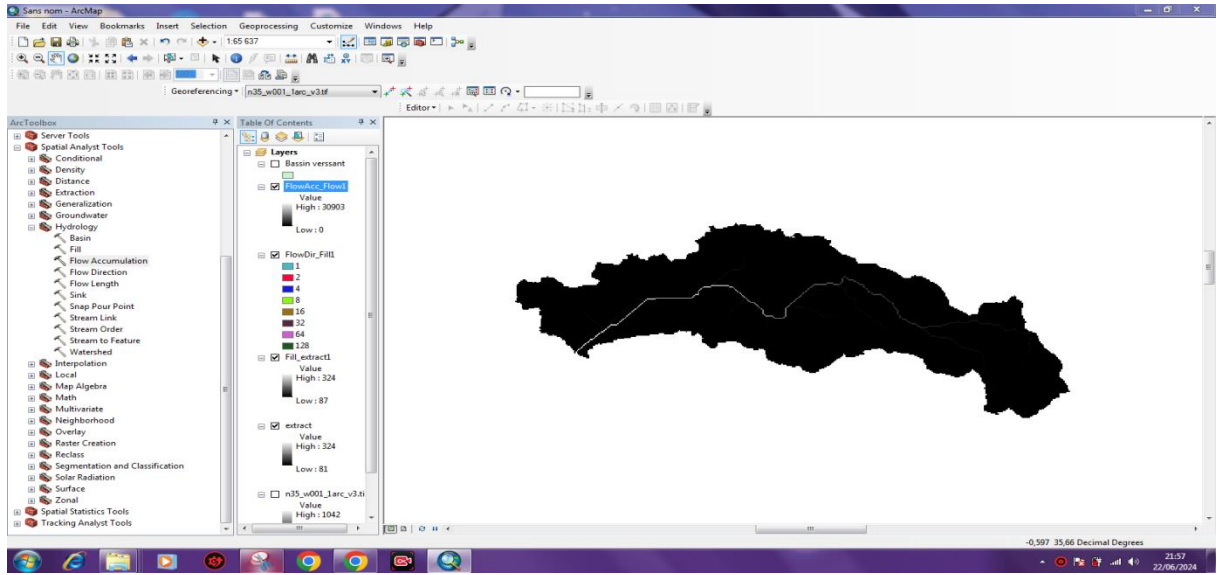 Sans nom - ArcMap
File Edit View Bookmarks Insert Selection Geoprocessing Customize Windows Help
1:65 637
Georeferencing n35_w001_1arc_v3.tif
Editor
ArcToolbox
Server Tools
Spatial Analyst Tools
Conditional
Density
Distance
Extraction
Generalization
Groundwater
Hydrology
Basin
Fill
Flow Accumulation
Flow Direction
Flow Length
Sink
Snap Pour Point
Stream Link
Stream Order
Stream to Feature
Watershed
Interpolation
Local
Map Algebra
Math
Multivariate
Neighborhood
Overlay
Raster Creation
Reclass
Segmentation and Classification
Solar Radiation
Surface
Zonal
Spatial Statistics Tools
Tracking Analyst Tools
Table Of Contents
Layers
Bassin verssant
FlowAcc_Flow1
Value
High : 30903
Low : 0
FlowDir_Fill1
1
2
4
8
16
32
64
128
Fill_extract1
Value
High : 324
Low : 87
extract
Value
High : 324
Low : 81
n35_w001_1arc_v3.ti
Value
High : 1042
-0,597 35,66 Decimal Degrees
21:57
22/06/2024